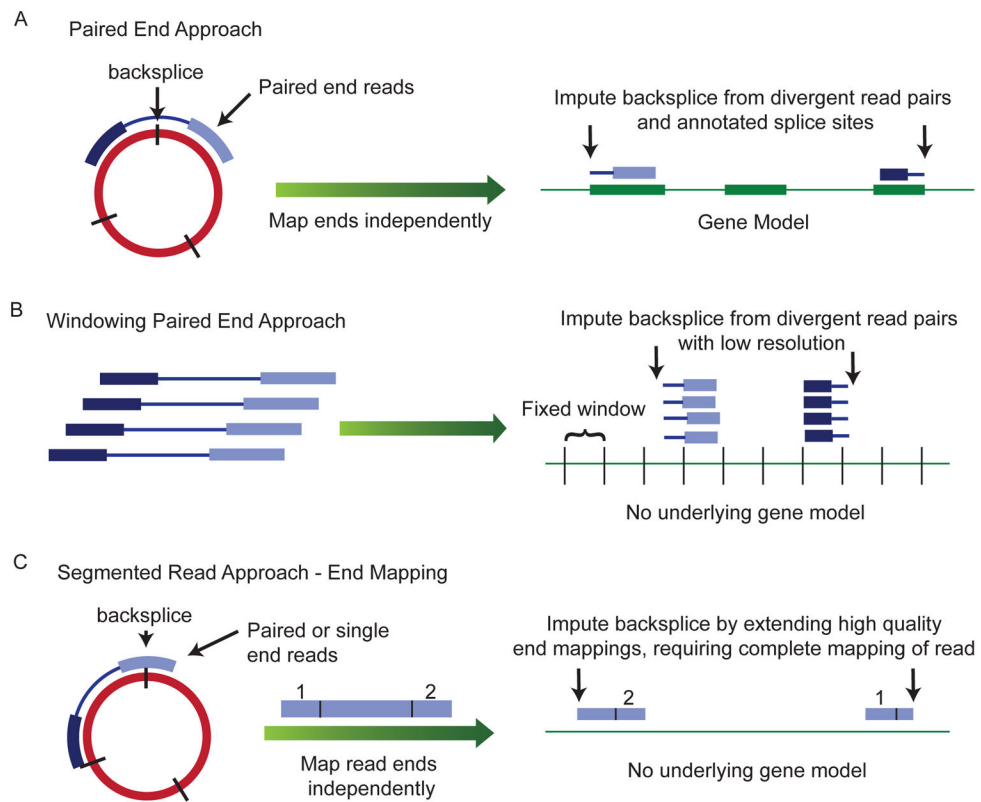 A
Paired End Approach
backsplice
Paired end reads
Map ends independently
Impute backsplice from divergent read pairs
and annotated splice sites
Gene Model
B
Windowing Paired End Approach
Impute backsplice from divergent read pairs
with low resolution
Fixed window
No underlying gene model
C
Segmented Read Approach - End Mapping
backsplice
Paired or single
end reads
1 2
Map read ends
independently
Impute backsplice by extending high quality
end mappings, requiring complete mapping of read
2 1
No underlying gene model